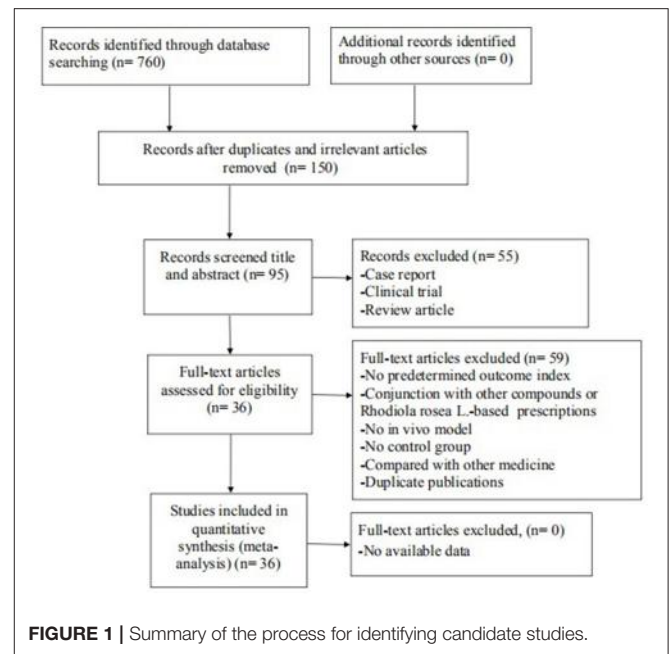 Records identified through database
searching (n= 760)
Additional records identified
through other sources (n= 0)
Records after duplicates and irrelevant articles
removed (n= 150)
Records screened title
and abstract (n= 95)
Records excluded (n= 55)
-Case report
-Clinical trial
-Review article
Full-text articles
assessed for eligibility
(n= 36)
Full-text articles excluded (n= 59)
-No predetermined outcome index
-Conjunction with other compounds or
Rhodiola rosea L.-based prescriptions
-No in vivo model
-No control group
-Compared with other medicine
-Duplicate publications
Studies included in
quantitative
synthesis (meta-
analysis) (n= 36)
Full-text articles excluded, (n= 0)
-No available data
FIGURE 1 | Summary of the process for identifying candidate studies.